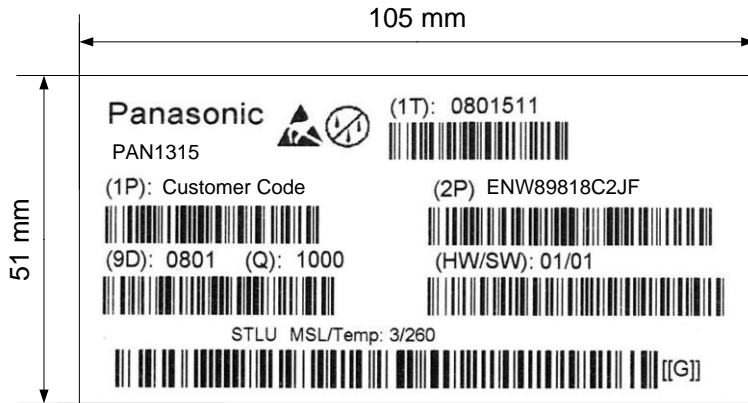 105 mm
51 mm
Panasonic
(1T): 0801511
PAN1315
(1P): Customer Code
(2P) ENW89818C2JF
(9D): 0801 (Q): 1000
(HW/SW): 01/01
STLU MSL/Temp: 3/260
[[G]]